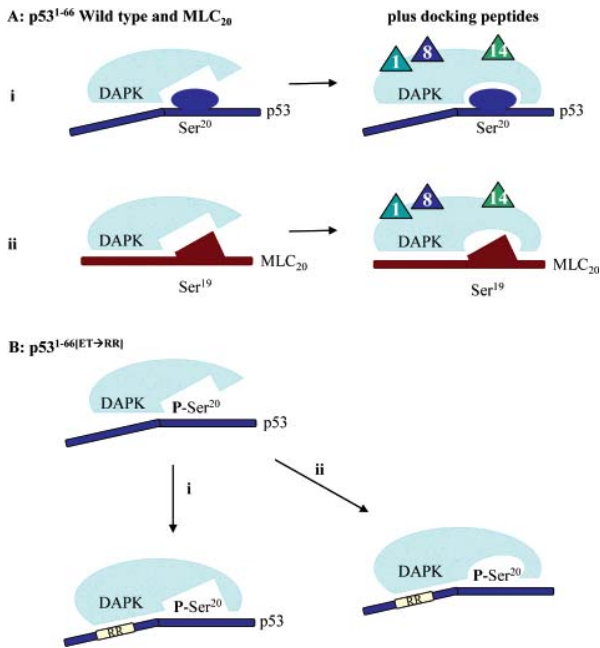 A: p53¹⁻⁶⁶ Wild type and MLC₂₀
plus docking peptides
i
DAPK
Ser²⁰
p53
1
8
14
DAPK
Ser²⁰
p53
ii
DAPK
MLC₂₀
Ser¹⁹
1
8
14
DAPK
MLC₂₀
Ser¹⁹
B: p53¹⁻⁶⁶[ET→RR]
DAPK
P-Ser²⁰
p53
i
ii
DAPK
P-Ser²⁰
RR
p53
DAPK
P-Ser²⁰
RR